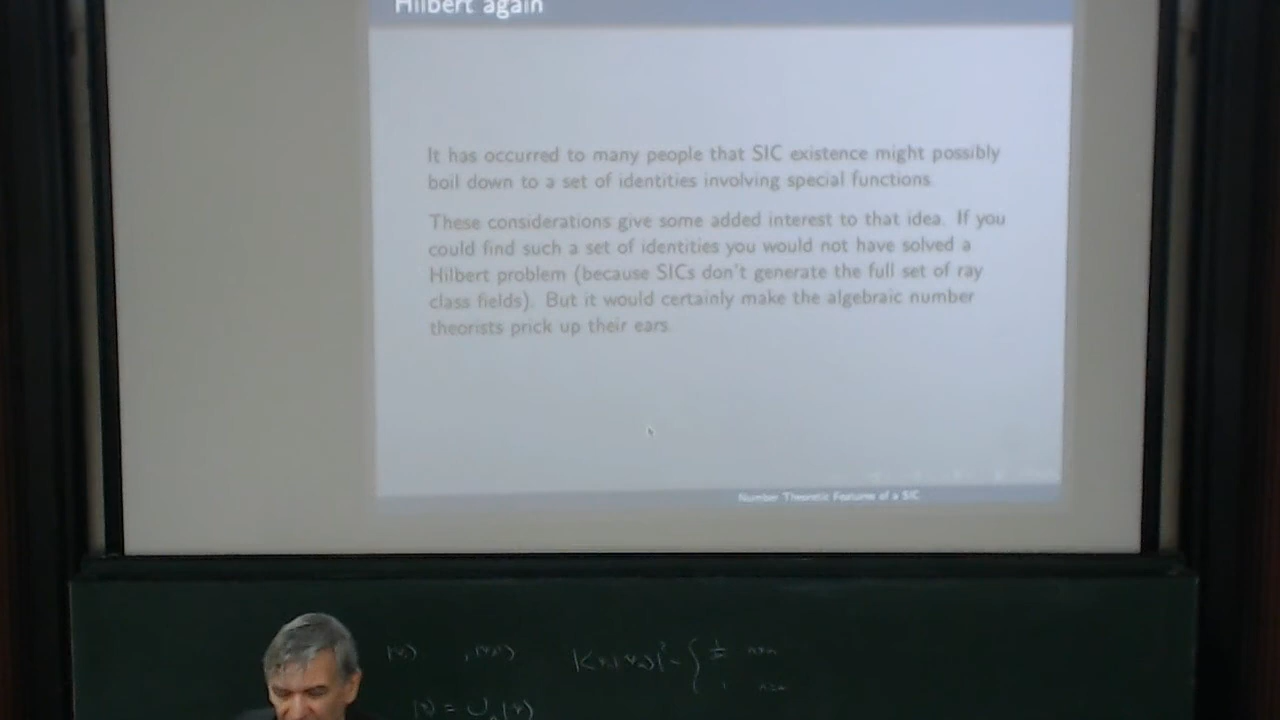 Hilbert again
It has occurred to many people that SIC existence might possibly
boil down to a set of identities involving special functions.
These considerations give some added interest to that idea. If you
could find such a set of identities you would not have solved a
Hilbert problem (because SICs don't generate the full set of ray
class fields). But it would certainly make the algebraic number
theorists prick up their ears.
Number Theoretic Features of a SIC